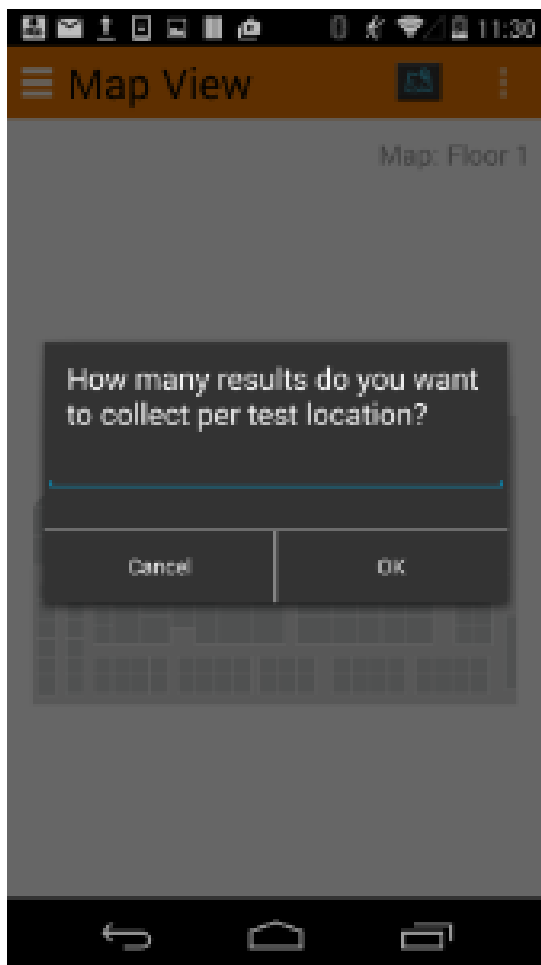 11:30
Map View
Map: Floor 1
How many results do you want
to collect per test location?
Cancel
OK